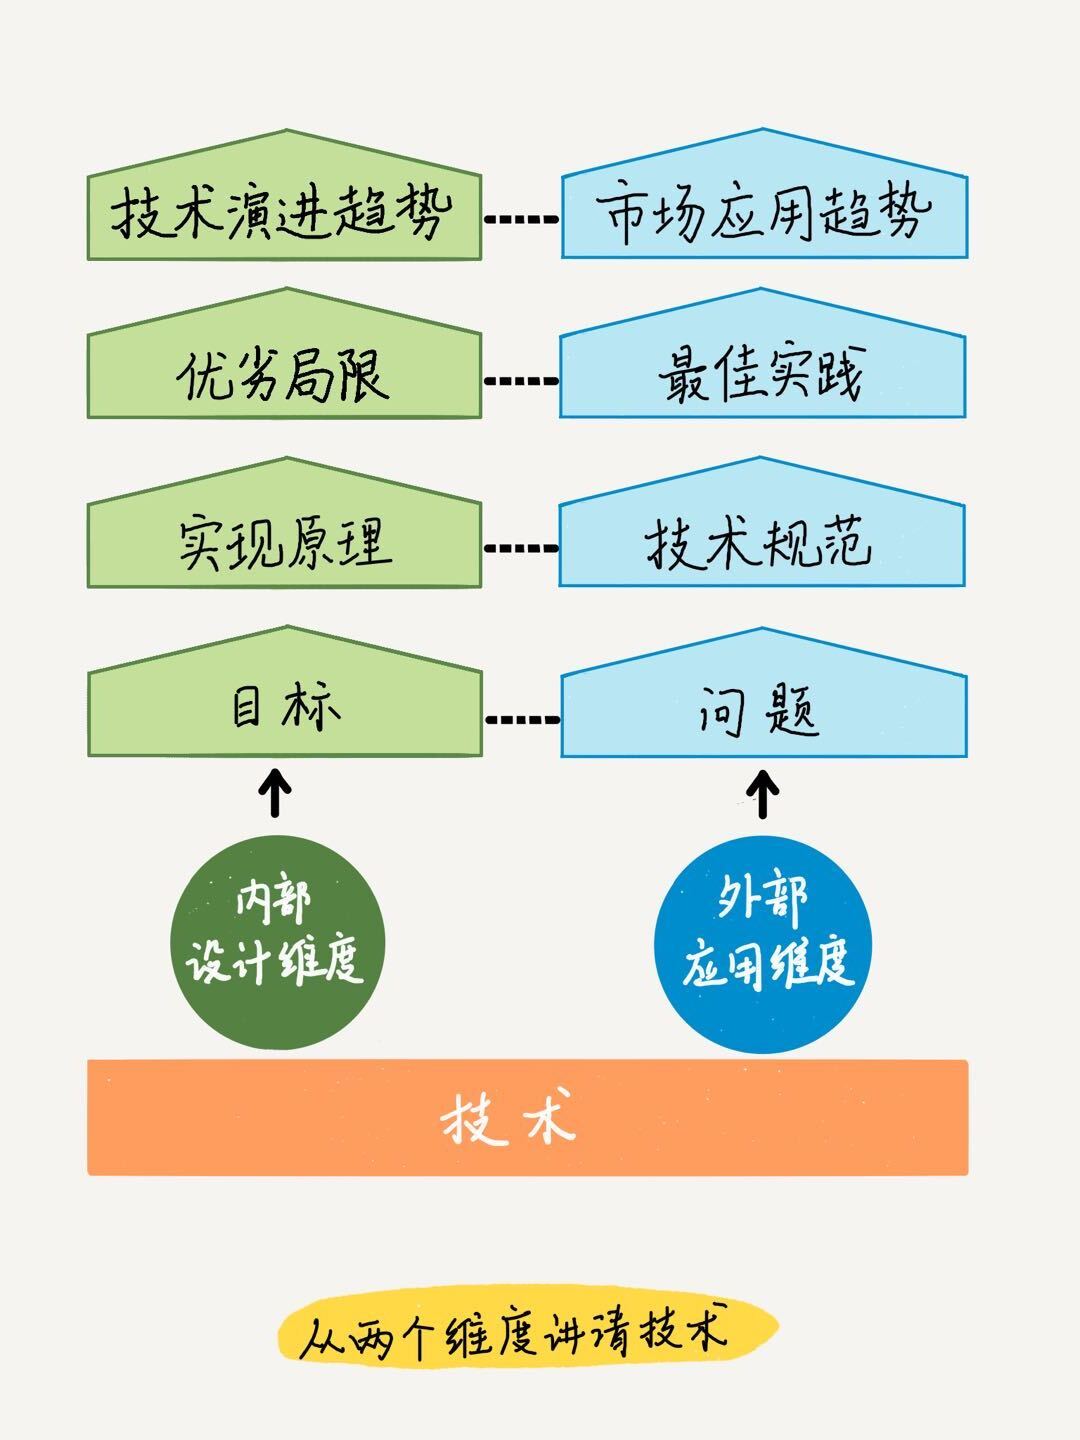 技术演进趋势
市场应用趋势
优劣局限
最佳实践
实现原理
技术规范
目标
问题
内部
设计维度
外部
应用维度
技术
从两个维度讲请技术